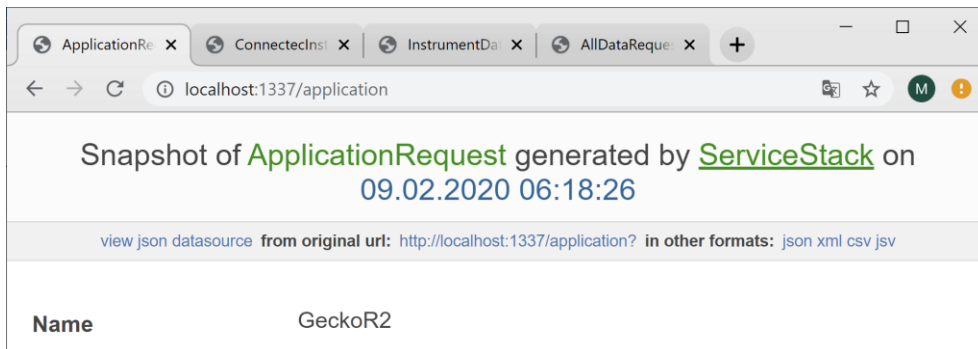 ApplicationRe ConnectecInst InstrumentDat AllDataReques
localhost:1337/application M
Snapshot of ApplicationRequest generated by ServiceStack on
09.02.2020 06:18:26
view json datasource from original url: http://localhost:1337/application? in other formats: json xml csv jsv
Name GeckoR2